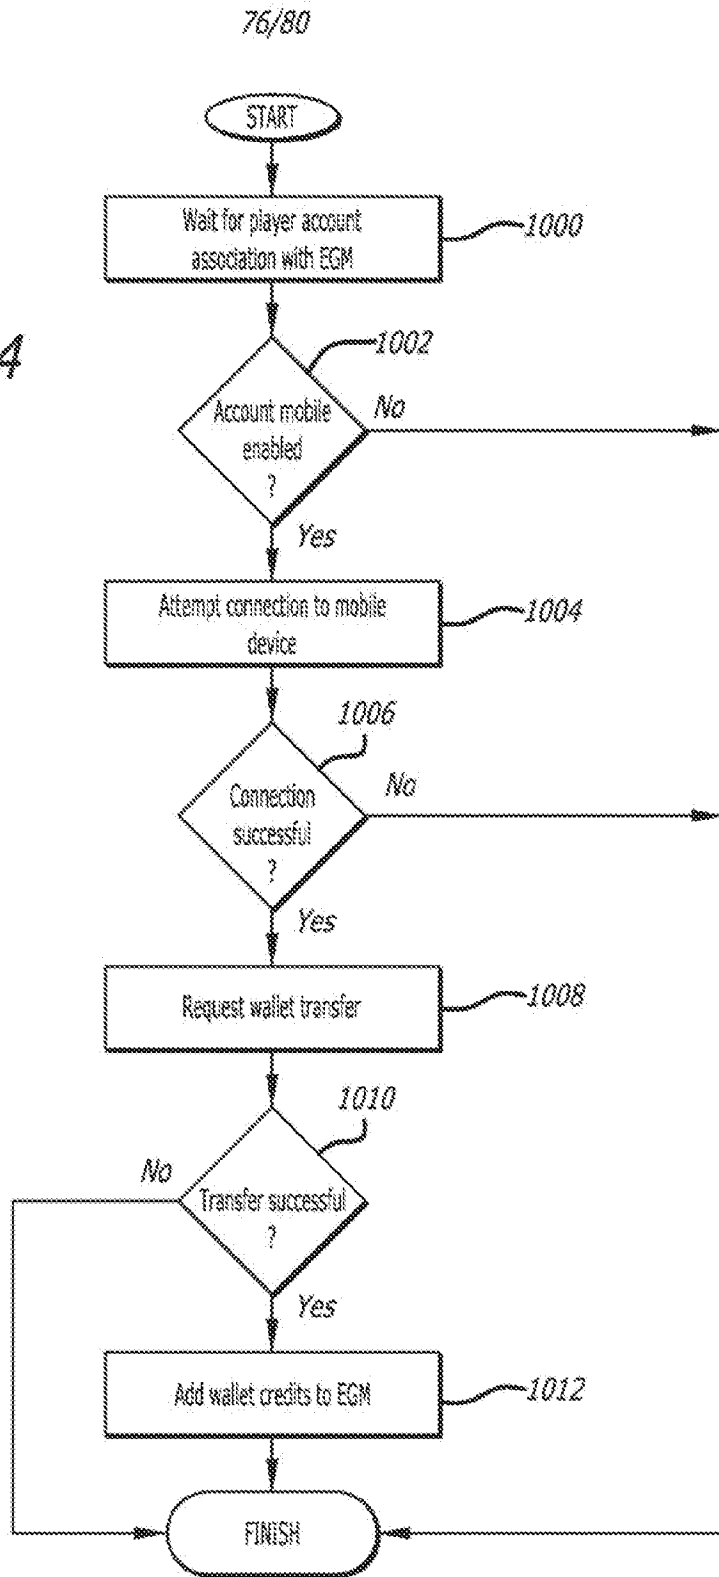 76/80
START
Wait for player account
association with EGM
1000
4
1002
Account mobile
enabled
?
No
Yes
Attempt connection to mobile
device
1004
1006
Connection
successful
?
No
Yes
Request wallet transfer
1008
1010
No
Transfer successful
?
Yes
Add wallet credits to EGM
1012
FINISH